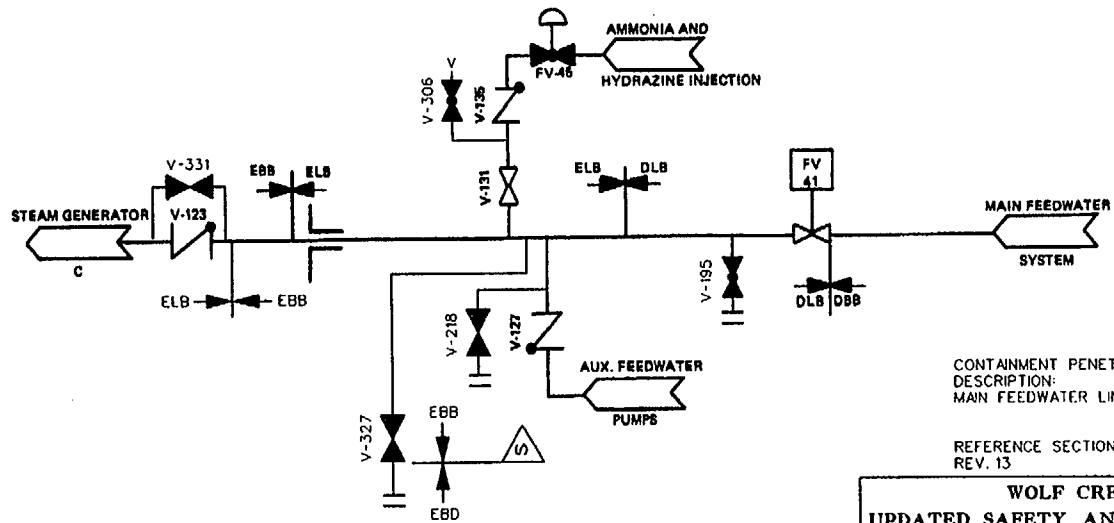 AMMONIA AND
HYDRAZINE INJECTION
FV-45
V
V-306
V-135
V-131
V-331
V-123
STEAM GENERATOR
C
EBB
ELB
ELB
EBB
ELB
DLB
FV
41
MAIN FEEDWATER
SYSTEM
DLB
DBB
V-195
V-218
V-127
AUX. FEEDWATER
PUMPS
V-327
EBB
EBD
S
CONTAINMENT PENET
DESCRIPTION:
MAIN FEEDWATER LIN
REFERENCE SECTION
REV. 13
WOLF CRE
UPDATED SAFETY AN